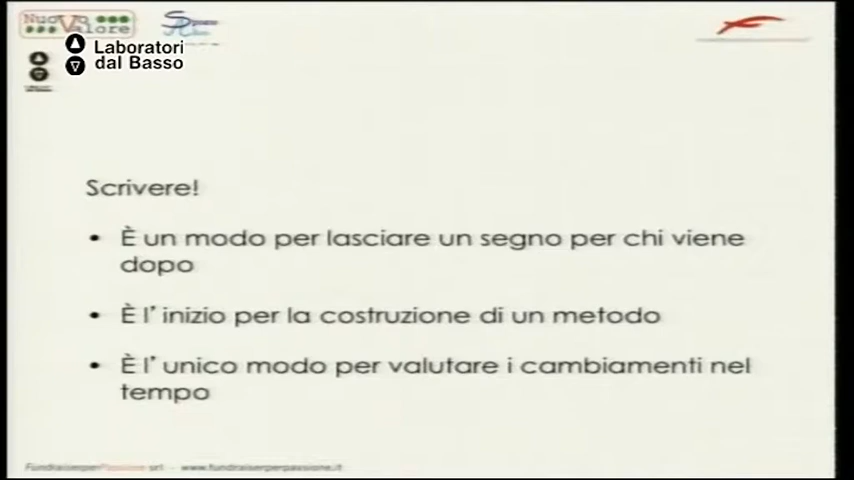 Nuovo
Valore
Laboratori
dal Basso
Scrivere!
• È un modo per lasciare un segno per chi viene
dopo
• È l' inizio per la costruzione di un metodo
• È l' unico modo per valutare i cambiamenti nel
tempo
FundraiserperPassione srl - www.fundraiserperpassione.it